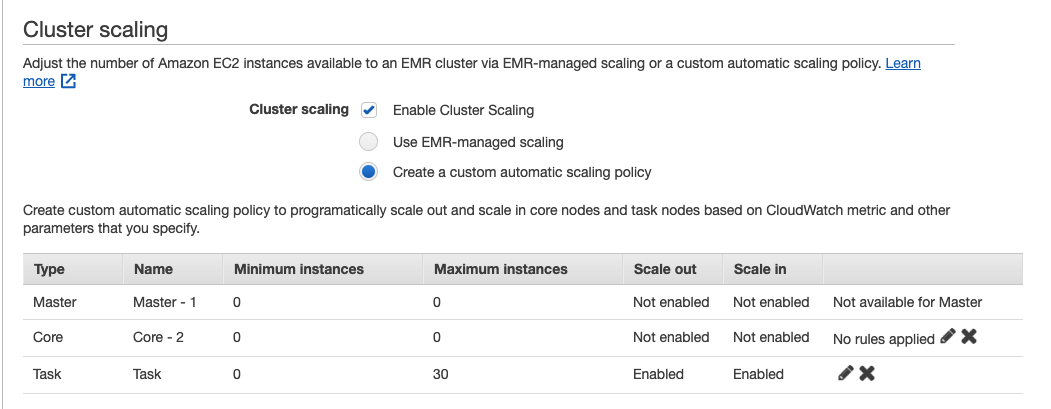 Cluster scaling
Adjust the number of Amazon EC2 instances available to an EMR cluster via EMR-managed scaling or a custom automatic scaling policy. Learn
more
Cluster scaling Enable Cluster Scaling
Use EMR-managed scaling
Create a custom automatic scaling policy
Create custom automatic scaling policy to programatically scale out and scale in core nodes and task nodes based on CloudWatch metric and other
parameters that you specify.
Type Name Minimum instances Maximum instances Scale out Scale in
Master Master - 1 0 0 Not enabled Not enabled Not available for Master
Core Core - 2 0 0 Not enabled Not enabled No rules applied
Task Task 0 30 Enabled Enabled